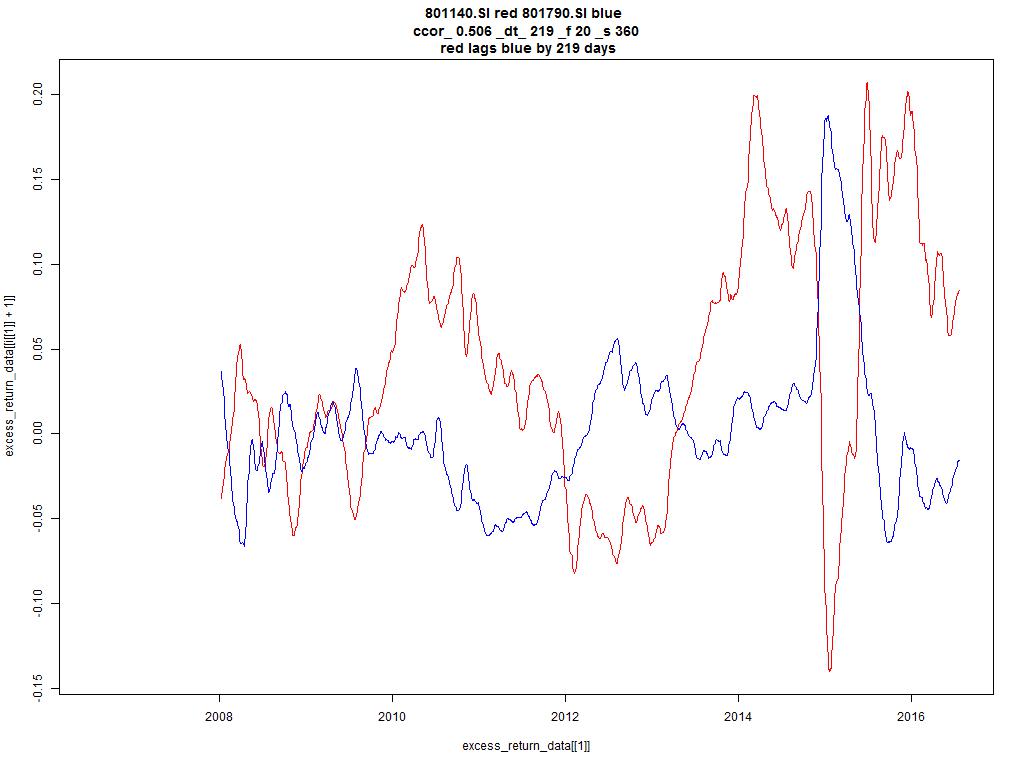 801140.SI red 801790.SI blue
ccor_ 0.506 _dt_ 219 _f 20 _s 360
red lags blue by 219 days
excess_return_data[[i[[1]] + 1]]
0.20
0.15
0.10
0.05
0.00
-0.05
-0.10
-0.15
2008 2010 2012 2014 2016
excess_return_data[[1]]